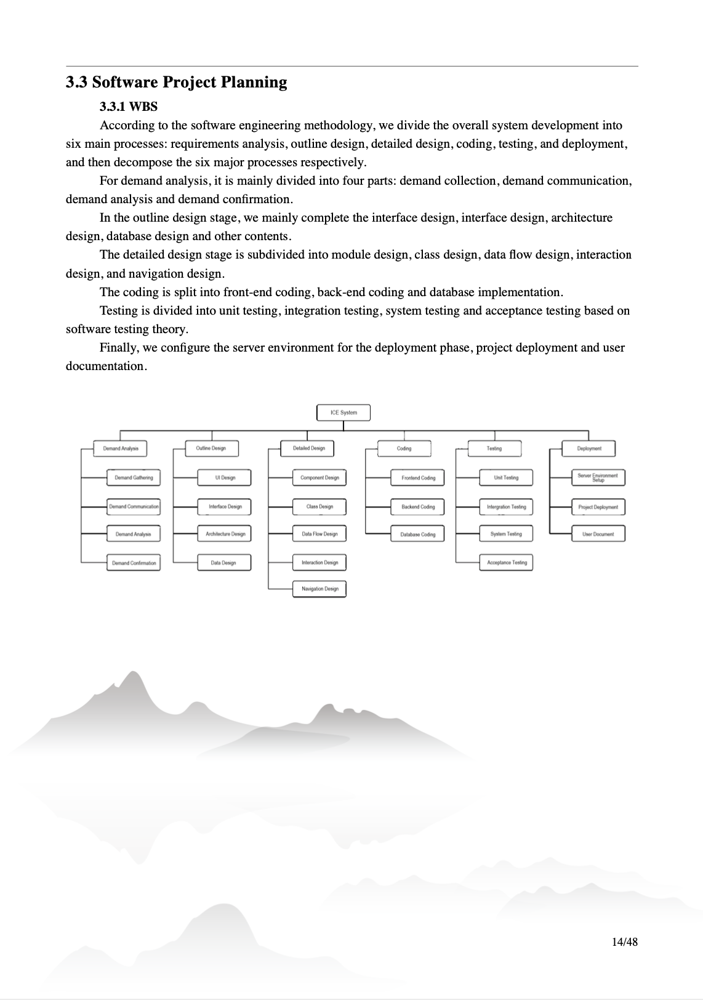 3.3 Software Project Planning
3.3.1 WBS
According to the software engineering methodology, we divide the overall system development into
six main processes: requirements analysis, outline design, detailed design, coding, testing, and deployment,
and then decompose the six major processes respectively.
For demand analysis, it is mainly divided into four parts: demand collection, demand communication,
demand analysis and demand confirmation.
In the outline design stage, we mainly complete the interface design, interface design, architecture
design, database design and other contents.
The detailed design stage is subdivided into module design, class design, data flow design, interaction
design, and navigation design.
The coding is split into front-end coding, back-end coding and database implementation.
Testing is divided into unit testing, integration testing, system testing and acceptance testing based on
software testing theory.
Finally, we configure the server environment for the deployment phase, project deployment and user
documentation.
ICE System
Demand Analysis
Demand Gathering
Demand Communication
Demand Analysis
Demand Confirmation
Outline Design
UI Design
Interface Design
Architecture Design
Data Design
Detailed Design
Component Design
Class Design
Data Flow Design
Interaction Design
Navigation Design
Coding
Frontend Coding
Backend Coding
Database Coding
Testing
Unit Testing
Intergration Testing
System Testing
Acceptance Testing
Deployment
Server Environment
Setup
Project Deployment
User Document
14/48